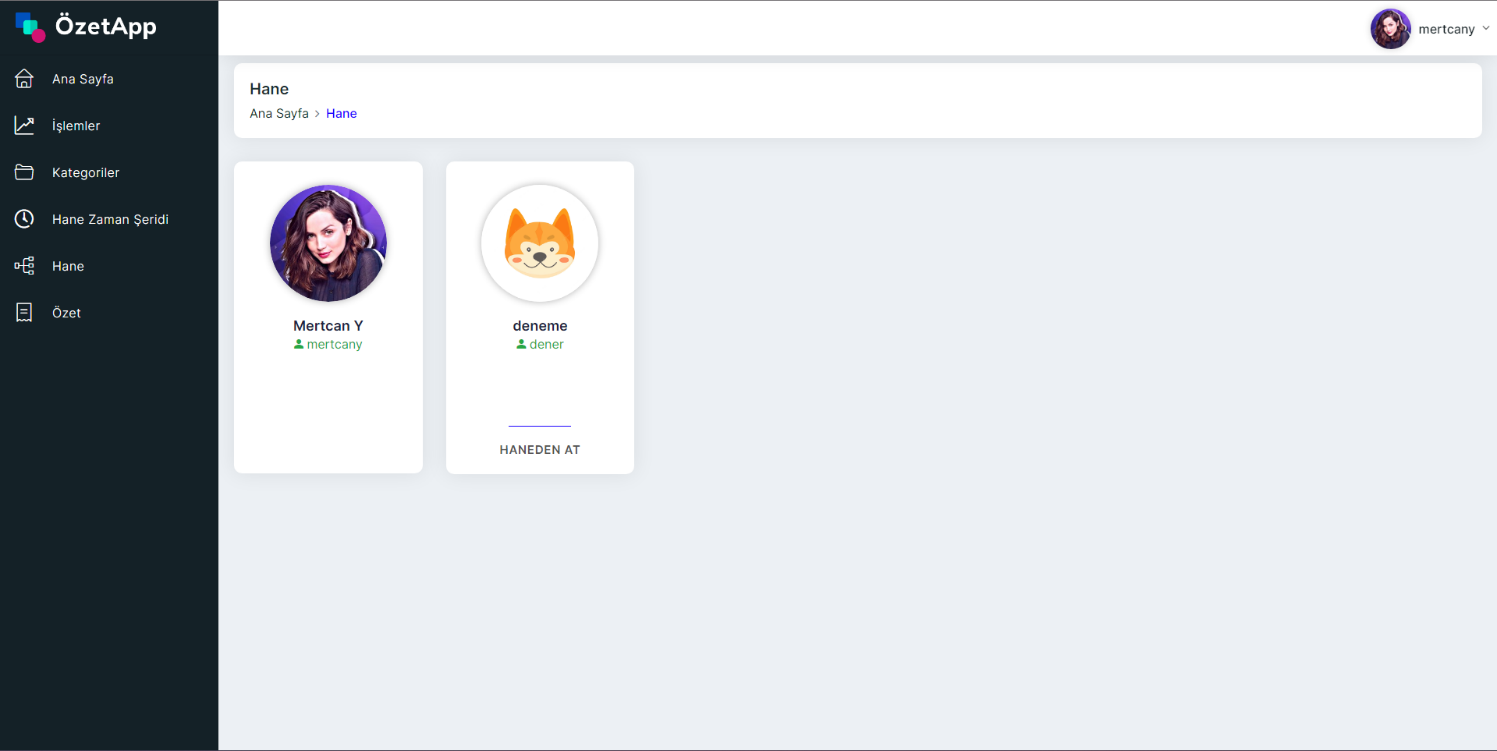 ÖzetApp
mertcany
Ana Sayfa
İşlemler
Kategoriler
Hane Zaman Şeridi
Hane
Özet
Hane
Ana Sayfa > Hane
Mertcan Y
mertcany
deneme
dener
HANEDEN AT